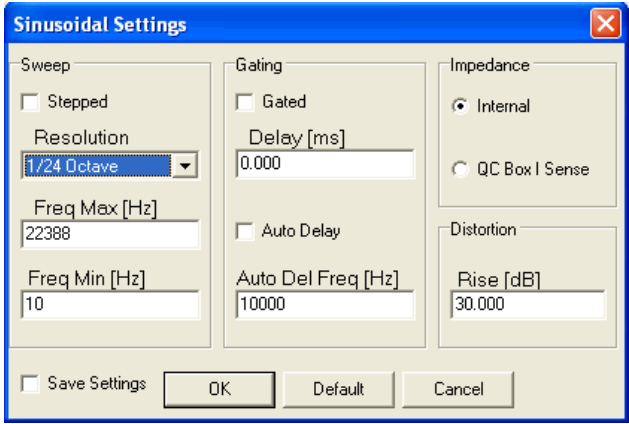 Sinusoidal Settings
Sweep
Stepped
Resolution
1/24 Octave
Freq Max [Hz]
22388
Freq Min [Hz]
10
Gating
Gated
Delay [ms]
0.000
Auto Delay
Auto Del Freq [Hz]
10000
Impedance
Internal
QC Box I Sense
Distortion
Rise [dB]
30.000
Save Settings
OK
Default
Cancel